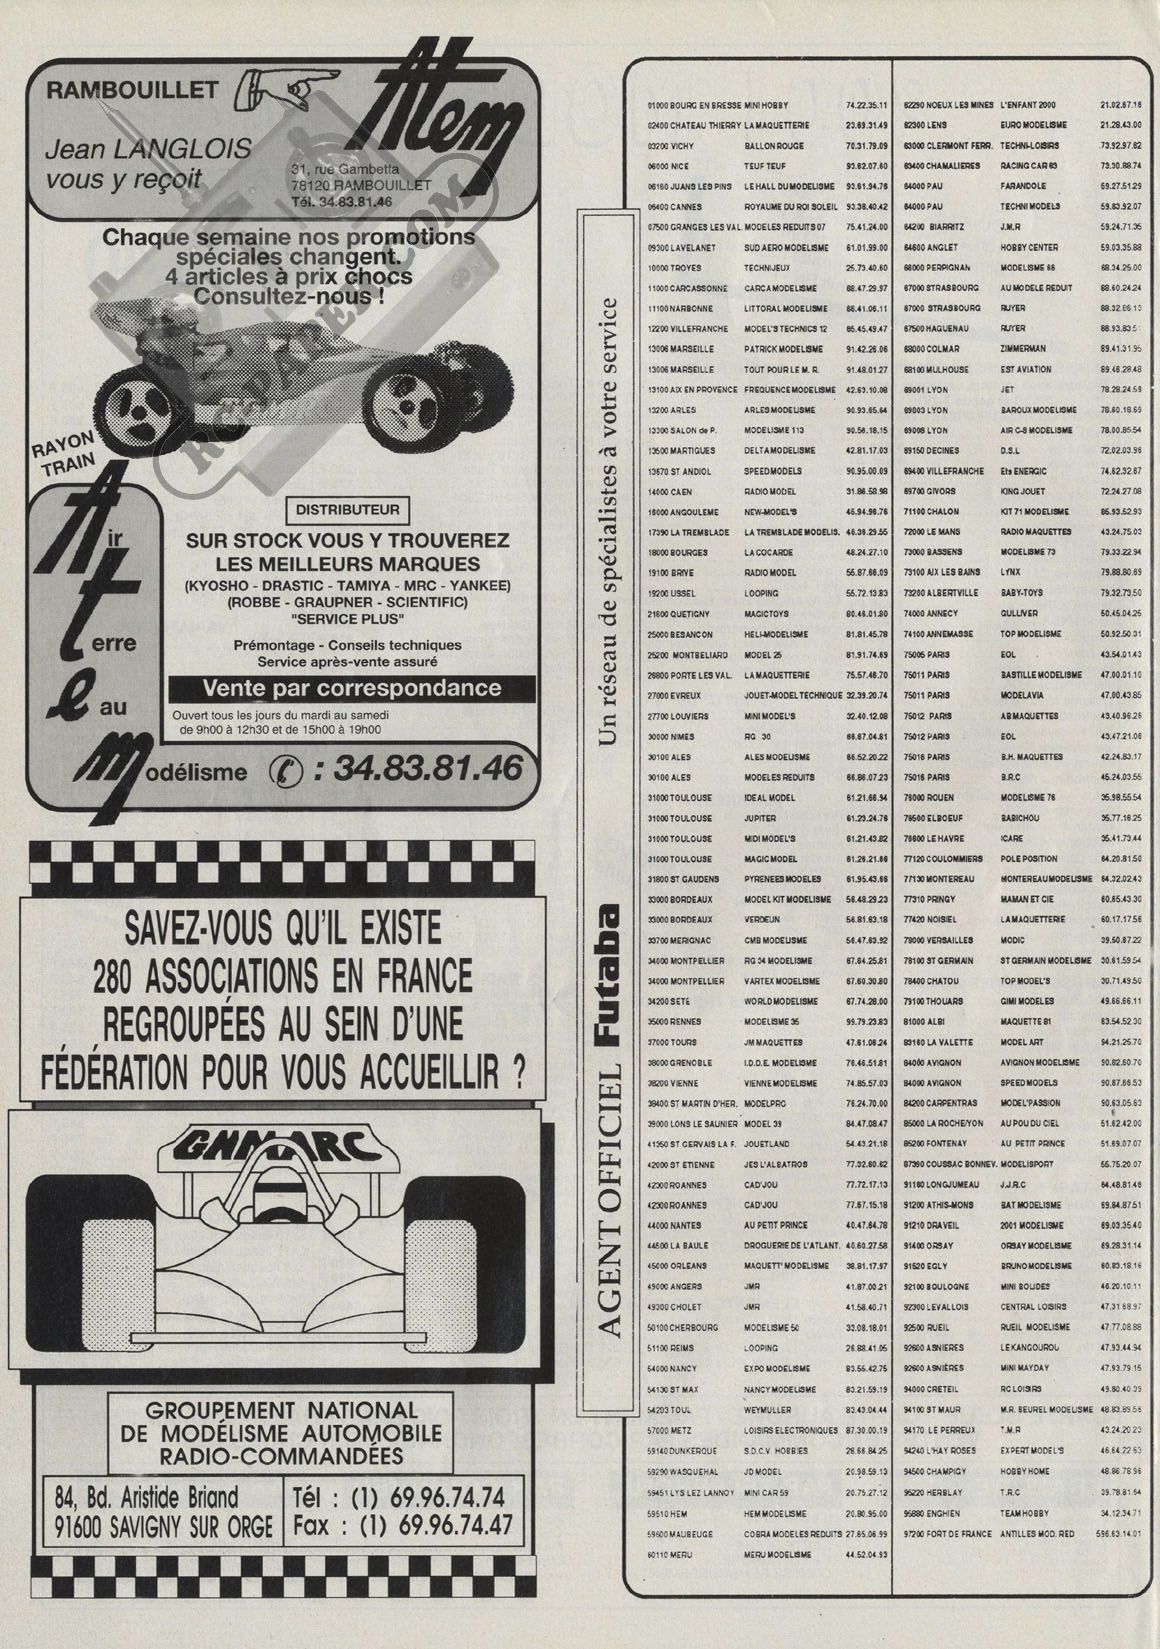 RAMBOUILLET
Atem
Jean LANGLOIS
vous y reçoit
31, rue Gambetta
78120 RAMBOUILLET
Tél. 34.83.81.46
Chaque semaine nos promotions
spéciales changent.
4 articles à prix chocs
Consultez-nous !
RCPAPER.COM
RAYON
TRAIN
Air
Terre
eau
modélisme
DISTRIBUTEUR
SUR STOCK VOUS Y TROUVEREZ
LES MEILLEURS MARQUES
(KYOSHO - DRASTIC - TAMIYA - MRC - YANKEE)
(ROBBE - GRAUPNER - SCIENTIFIC)
"SERVICE PLUS"
Prémontage - Conseils techniques
Service après-vente assuré
Vente par correspondance
Ouvert tous les jours du mardi au samedi
de 9h00 à 12h30 et de 15h00 à 19h00
: 34.83.81.46
SAVEZ-VOUS QU'IL EXISTE
280 ASSOCIATIONS EN FRANCE
REGROUPÉES AU SEIN D'UNE
FÉDÉRATION POUR VOUS ACCUEILLIR ?
GNMARC
GROUPEMENT NATIONAL
DE MODÉLISME AUTOMOBILE
RADIO-COMMANDÉES
84, Bd. Aristide Briand
91600 SAVIGNY SUR ORGE
Tél : (1) 69.96.74.74
Fax : (1) 69.96.74.47
AGENT OFFICIEL Futaba Un réseau de spécialistes à votre service
01000 BOURG EN BRESSE MINI HOBBY 74.22.35.11
02400 CHATEAU THIERRY LA MAQUETTERIE 23.69.31.49
03200 VICHY BALLON ROUGE 70.31.79.09
06000 NICE TEUF TEUF 93.62.07.60
06160 JUANS LES PINS LE HALL DU MODELISME 93.61.94.76
06400 CANNES ROYAUME DU ROI SOLEIL 93.38.40.42
07500 GRANGES LES VAL. MODELES REDUITS 07 75.41.24.00
09300 LAVELANET SUD AERO MODELISME 61.01.99.00
10000 TROYES TECHNIJEUX 25.73.40.60
11000 CARCASSONNE CARCA MODELISME 68.47.29.97
11100 NARBONNE LITTORAL MODELISME 68.41.06.11
12200 VILLEFRANCHE MODEL'S TECHNICS 12 65.45.49.47
13006 MARSEILLE PATRICK MODELISME 91.42.26.06
13006 MARSEILLE TOUT POUR LE M. R. 91.48.01.27
13100 AIX EN PROVENCE FREQUENCE MODELISME 42.63.10.08
13200 ARLES ARLES MODELISME 90.93.65.64
13300 SALON de P. MODELISME 113 90.56.18.15
13500 MARTIGUES DELTA MODELISME 42.81.17.03
13670 ST ANDIOL SPEED MODELS 90.95.00.09
14000 CAEN RADIO MODEL 31.86.58.98
16000 ANGOULEME NEW-MODEL'S 45.94.96.76
17390 LA TREMBLADE LA TREMBLADE MODELIS. 46.36.29.55
18000 BOURGES LA COCARDE 48.24.27.10
19100 BRIVE RADIO MODEL 55.87.66.09
19200 USSEL LOOPING 55.72.13.83
21800 QUETIGNY MAGICTOYS 80.46.01.80
25000 BESANCON HELI-MODELISME 81.81.45.78
25200 MONTBELIARD MODEL 25 81.91.74.69
26800 PORTE LES VAL. LA MAQUETTERIE 75.57.46.70
27000 EVREUX JOUET-MODEL TECHNIQUE 32.39.20.74
27700 LOUVIERS MINI MODEL'S 32.40.12.08
30000 NIMES RG 30 66.67.04.81
30100 ALES ALES MODELISME 66.52.20.22
30100 ALES MODELES REDUITS 66.86.07.23
31000 TOULOUSE IDEAL MODEL 61.21.66.94
31000 TOULOUSE JUPITER 61.23.24.76
31000 TOULOUSE MIDI MODEL'S 61.21.43.82
31000 TOULOUSE MAGIC MODEL 61.26.21.66
31800 ST GAUDENS PYRENEES MODELES 61.95.43.66
33000 BORDEAUX MODEL KIT MODELISME 56.48.29.23
33000 BORDEAUX VERDEUN 56.81.63.18
33700 MERIGNAC CMB MODELISME 56.47.63.92
34000 MONTPELLIER RG 34 MODELISME 67.64.25.81
34000 MONTPELLIER VARTEX MODELISME 67.60.30.80
34200 SETE WORLD MODELISME 67.74.28.00
35000 RENNES MODELISME 35 99.79.23.83
37000 TOURS JM MAQUETTES 47.61.06.24
38000 GRENOBLE I.D.D.E. MODELISME 76.46.51.81
38200 VIENNE VIENNE MODELISME 74.85.57.03
38400 ST MARTIN D'HER. MODELPRO 76.24.70.00
39000 LONS LE SAUNIER MODEL 39 84.47.08.47
41350 ST GERVAIS LA F. JOUETLAND 54.43.21.18
42000 ST ETIENNE JES L'ALBATROS 77.32.60.62
42300 ROANNES CAD'JOU 77.72.17.13
42300 ROANNES CAD'JOU 77.67.15.18
44000 NANTES AU PETIT PRINCE 40.47.64.78
44500 LA BAULE DROGUERIE DE L'ATLANT. 40.60.27.58
45000 ORLEANS MAQUETT' MODELISME 38.81.17.97
49000 ANGERS JMR 41.87.00.21
49300 CHOLET JMR 41.58.40.71
50100 CHERBOURG MODELISME 50 33.08.18.01
51100 REIMS LOOPING 26.88.41.05
54000 NANCY EXPO MODELISME 83.55.42.75
54130 ST MAX NANCY MODELISME 83.21.59.19
54203 TOUL WEYMULLER 83.43.04.44
57000 METZ LOISIRS ELECTRONIQUES 87.30.00.19
59140 DUNKERQUE S.D.C.V. HOBBIES 28.66.84.25
59290 WASQUEHAL JD MODEL 20.98.59.13
59451 LYS LEZ LANNOY MINI CAR 59 20.75.27.12
59510 HEM HEM MODELISME 20.80.95.00
59600 MAUBEUGE COBRA MODELES REDUITS 27.65.06.99
60110 MERU MERU MODELISME 44.52.04.93
62290 NOEUX LES MINES L'ENFANT 2000 21.02.67.16
62300 LENS EURO MODELISME 21.28.43.00
63000 CLERMONT FERR. TECHNI-LOISIRS 73.92.97.62
63400 CHAMALIERES RACING CAR 63 73.30.88.74
64000 PAU FARANDOLE 59.27.51.29
64000 PAU TECHNI MODELS 59.83.92.07
64200 BIARRITZ J.M.R 59.24.71.35
64600 ANGLET HOBBY CENTER 59.03.35.88
66000 PERPIGNAN MODELISME 66 68.34.25.00
67000 STRASBOURG AU MODELE REDUIT 88.60.24.24
67000 STRASBOURG RUYER 88.32.66.13
67500 HAGUENAU RUYER 88.93.83.5
68000 COLMAR ZIMMERMAN 89.41.31.95
68100 MULHOUSE EST AVIATION 89.46.28.48
69001 LYON JET 78.28.24.59
69003 LYON BAROUX MODELISME 78.60.18.69
69008 LYON AIR C-8 MODELISME 78.00.85.54
69150 DECINES D.S.L 72.02.03.96
69400 VILLEFRANCHE Ets ENERGIC 74.62.32.67
69700 GIVORS KING JOUET 72.24.27.08
71100 CHALON KIT 71 MODELISME 85.93.52.93
72000 LE MANS RADIO MAQUETTES 43.24.75.03
73000 BASSENS MODELISME 73 79.33.22.94
73100 AIX LES BAINS LYNX 79.88.80.69
73200 ALBERTVILLE BABY-TOYS 79.32.73.50
74000 ANNECY GULLIVER 50.45.04.25
74100 ANNEMASSE TOP MODELISME 50.92.50.31
75005 PARIS EOL 43.54.01.43
75011 PARIS BASTILLE MODELISME 47.00.01.10
75011 PARIS MODELAVIA 47.00.43.85
75012 PARIS AB MAQUETTES 43.40.96.26
75012 PARIS EOL 43.47.21.06
75016 PARIS B.H. MAQUETTES 42.24.83.17
75016 PARIS B.R.C 45.24.03.55
76000 ROUEN MODELISME 76 35.98.55.54
76500 ELBOEUF BABICHOU 35.77.16.25
76600 LE HAVRE ICARE 35.41.73.44
77120 COULOMMIERS POLE POSITION 64.20.81.50
77130 MONTEREAU MONTEREAU MODELISME 64.32.02.43
77310 PRINGY MAMAN ET CIE 60.65.43.30
77420 NOISIEL LA MAQUETTERIE 60.17.17.56
78000 VERSAILLES MODIC 39.50.87.22
78100 ST GERMAIN ST GERMAIN MODELISME 30.61.59.54
78400 CHATOU TOP MODEL'S 30.71.49.50
79100 THOUARS GIMI MODELES 49.66.66.11
81000 ALBI MAQUETTE 81 63.54.52.30
83160 LA VALETTE MODEL ART 94.21.25.70
84000 AVIGNON AVIGNON MODELISME 90.82.60.70
84000 AVIGNON SPEED MODELS 90.87.66.53
84200 CARPENTRAS MODEL'PASSION 90.63.05.63
85000 LA ROCHE/YON AU POU DU CIEL 51.62.42.00
85200 FONTENAY AU PETIT PRINCE 51.69.07.07
87390 COUSSAC BONNEV. MODELISPORT 55.75.20.07
91160 LONGJUMEAU J.J.R.C 64.48.81.46
91200 ATHIS-MONS BAT MODELISME 69.84.87.51
91210 DRAVEIL 2001 MODELISME 69.03.35.40
91400 ORSAY ORSAY MODELISME 69.28.31.14
91520 EGLY BRUNO MODELISME 60.83.18.16
92100 BOULOGNE MINI BOLIDES 46.20.10.11
92300 LEVALLOIS CENTRAL LOISIRS 47.31.68.97
92500 RUEIL RUEIL MODELISME 47.77.08.88
92600 ASNIERES LE KANGOUROU 47.93.44.94
92600 ASNIÈRES MINI MAYDAY 47.93.79.15
94000 CRETEIL RC LOISIRS 49.80.40.39
94100 ST MAUR M.R. BEUREL MODELISME 48.83.89.56
94170 LE PERREUX T.M.R 43.24.20.23
94240 L'HAY ROSES EXPERT MODEL'S 46.64.22.63
94500 CHAMPIGY HOBBY HOME 48.86.78.96
95220 HERBLAY T.R.C 39.78.81.64
95880 ENGHIEN TEAM HOBBY 34.12.34.71
97200 FORT DE FRANCE ANTILLES MOD. RED 596.63.14.01